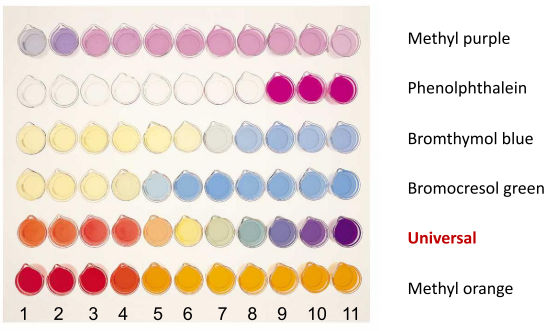 Methyl purple
Phenolphthalein
Bromthymol blue
Bromocresol green
Universal
Methyl orange
1 2 3 4 5 6 7 8 9 10 11